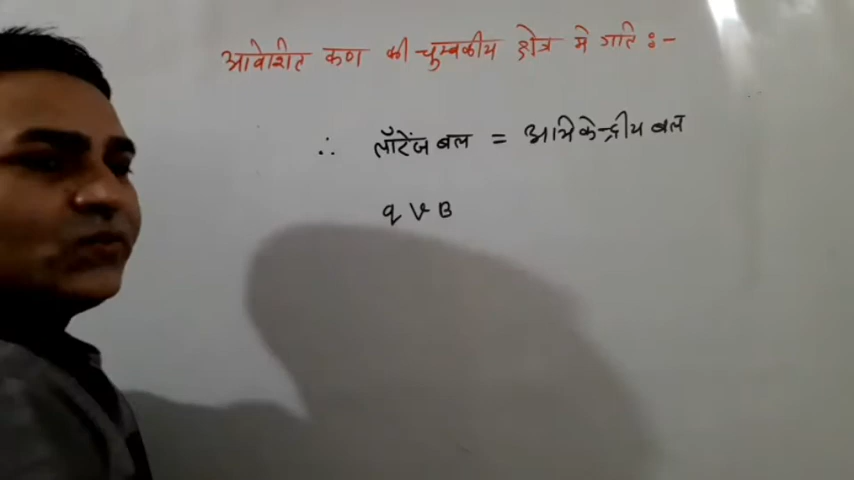 आवेशित कण की चुम्बकीय क्षेत्र मे गति :-
∴ लॉरेंज बल = अभिकेन्द्रीय बल
q v B